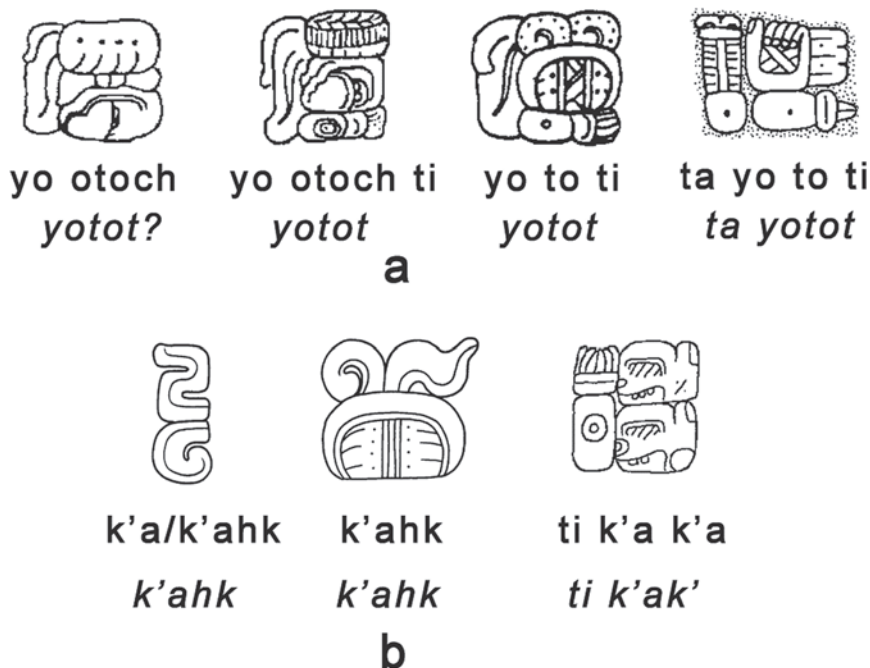 yo otoch yo otoch ti yo to ti ta yo to ti
yotot? yotot yotot ta yotot
a
k’a/k’ahk k’ahk ti k’a k’a
k’ahk k’ahk ti k’ak’
b